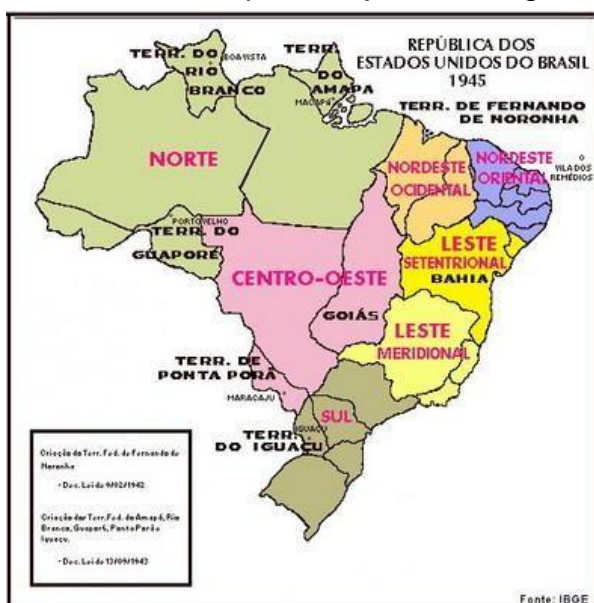 REPÚBLICA DOS
ESTADOS UNIDOS DO BRASIL
1945
TERR. DO
RIO
BRANCO
BOA VISTA
TERR.
DO
AMAPA
MACAPÁ
TERR. DE FERNANDO
DE NORONHA
NORTE
NORDESTE
OCIDENTAL
NORDESTE
ORIENTAL
VILA DOS
REMÉDIOS
PORTO VELHO
TERR. DO
GUAPORÉ
LESTE
SETENTRIONAL
BAHIA
CENTRO-OESTE
GOIÁS
LESTE
MERIDIONAL
TERR. DE
PONTA PORÃ
MARACAJU
SUL
IGUAÇU
TERR.
DO IGUAÇU
Criação do Terr. Fed. de Fernando de
Noronha
- Dec. Lei de 9/02/1942
Criação dos Terr. Fed. do Amapá, Rio
Branco, Guaporé, Ponta Porã e
Iguaçu.
- Dec. Lei de 13/09/1943
Fonte: IBGE